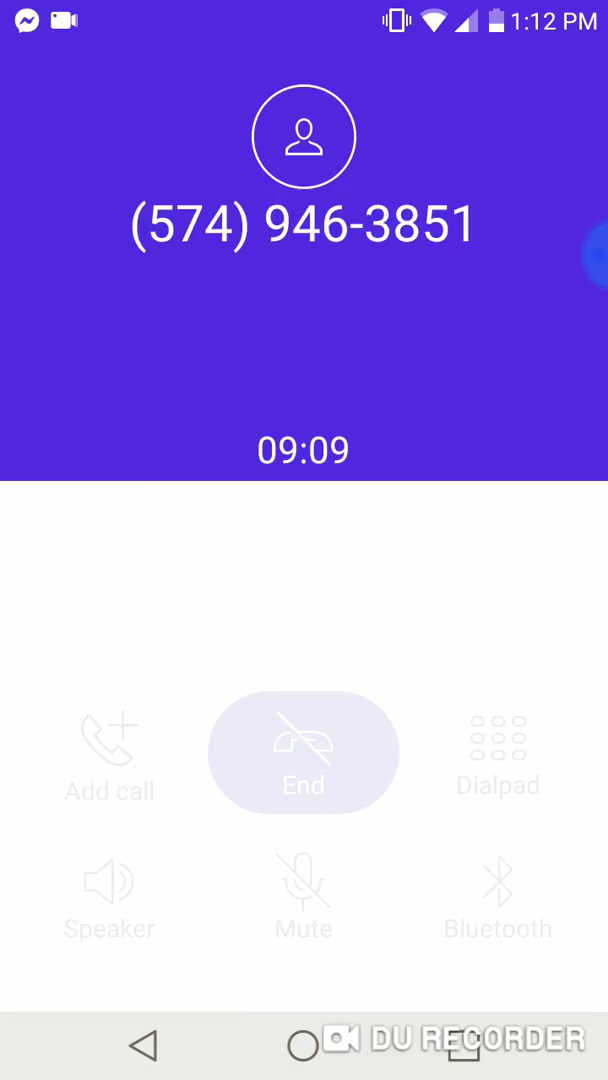 1:12 PM
(574) 946-3851
09:09
Add call
End
Dialpad
Speaker
Mute
Bluetooth
DU RECORDER